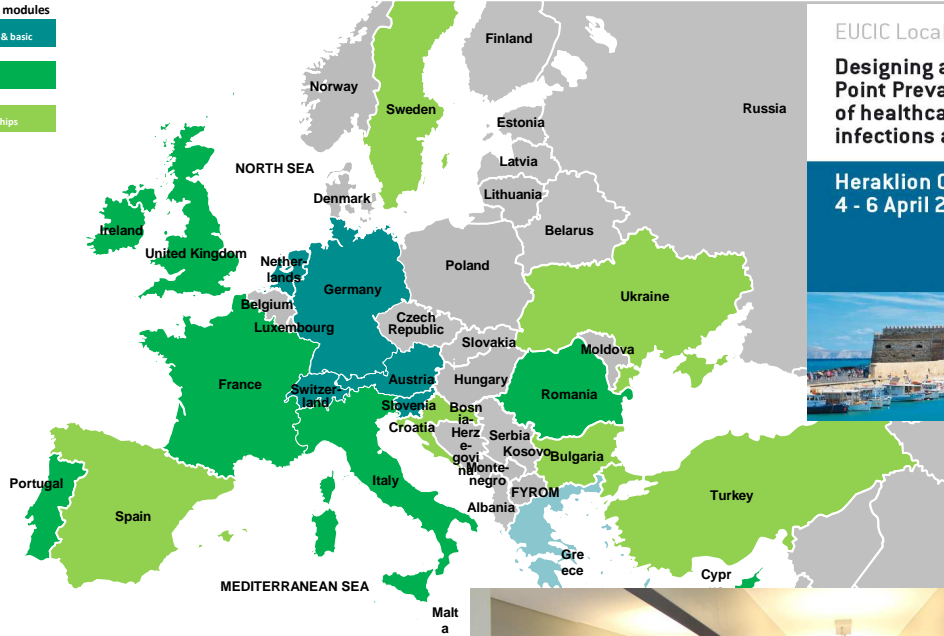 modules
& basic
hips
Finland
Norway
Sweden
Russia
Estonia
NORTH SEA
Latvia
Denmark
Lithuania
Ireland
Belarus
United Kingdom
Nether-
lands
Poland
Germany
Ukraine
Belgium
Czech
Republic
Luxembourg
Slovakia
Moldova
France
Switzer-
land
Austria
Hungary
Romania
Slovenia
Croatia
Bosn
ia-
Herz
e-
govi
na
Serbia
Kosovo
Bulgaria
Monte-
negro
Portugal
Italy
FYROM
Albania
Spain
Turkey
Gre
ece
Cypr
MEDITERRANEAN SEA
Malt
a
EUCIC Local
Designing a
Point Preva
of healthca
infections a
Heraklion C
4 - 6 April 2